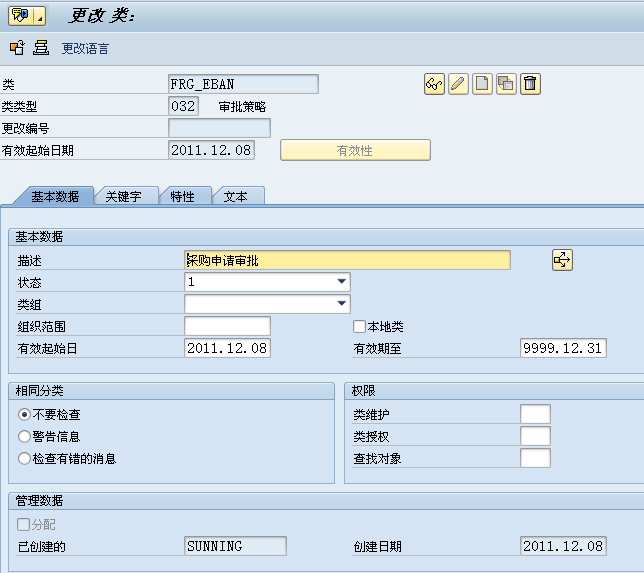 更改 类:
更改语言
类 FRG_EBAN
类类型 032 审批策略
更改编号
有效起始日期 2011.12.08 有效性
基本数据 关键字 特性 文本
基本数据
描述 采购申请审批
状态 1
类组
组织范围 本地类
有效起始日 2011.12.08 有效期至 9999.12.31
相同分类 权限
不要检查 类维护
警告信息 类授权
检查有错的消息 查找对象
管理数据
分配
已创建的 SUNNING 创建日期 2011.12.08